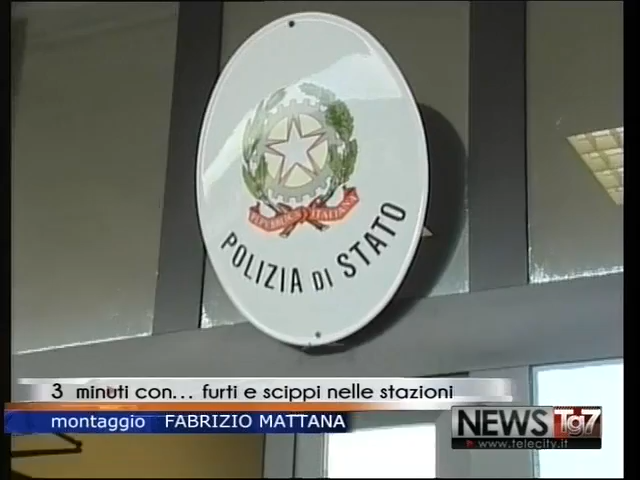 REPUBBLICA ITALIANA
POLIZIA DI STATO
3 minuti con... furti e scippi nelle stazioni
montaggio FABRIZIO MATTANA
NEWS Tg7
www.telecity.it